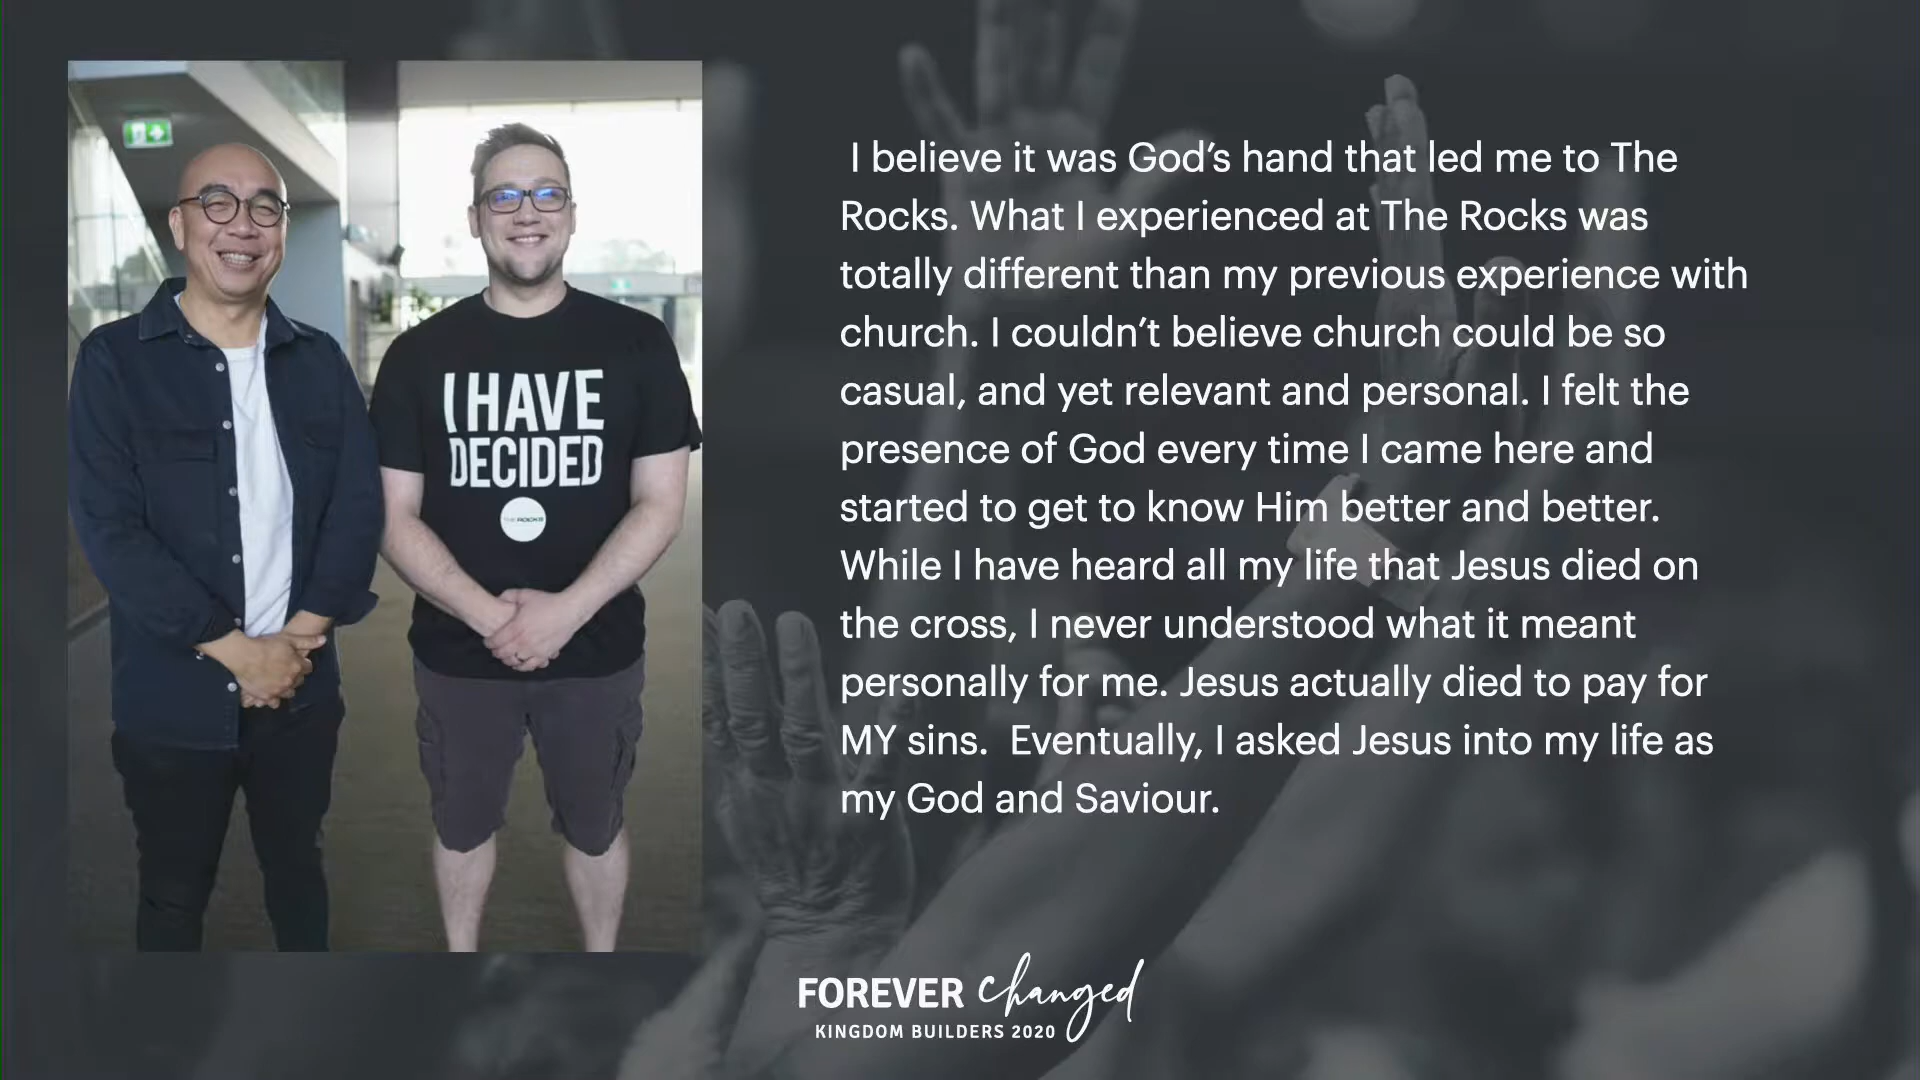 I HAVE
DECIDED
THE ROCKS
I believe it was God’s hand that led me to The
Rocks. What I experienced at The Rocks was
totally different than my previous experience with
church. I couldn’t believe church could be so
casual, and yet relevant and personal. I felt the
presence of God every time I came here and
started to get to know Him better and better.
While I have heard all my life that Jesus died on
the cross, I never understood what it meant
personally for me. Jesus actually died to pay for
MY sins.  Eventually, I asked Jesus into my life as
my God and Saviour.
FOREVER Changed
KINGDOM BUILDERS 2020